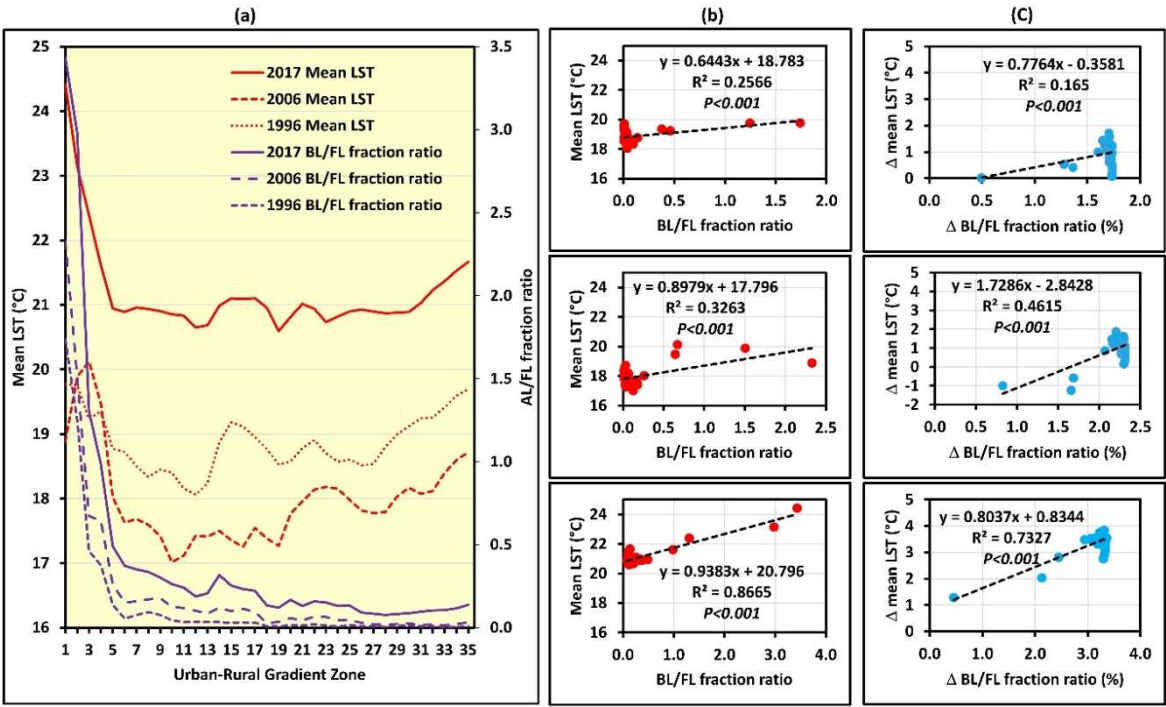 (a)
25
24
23
22
21
20
19
18
17
16
Mean LST (°C)
2017 Mean LST
2006 Mean LST
1996 Mean LST
2017 BL/FL fraction ratio
2006 BL/FL fraction ratio
1996 BL/FL fraction ratio
3.5
3.0
2.5
2.0
1.5
1.0
0.5
0.0
AL/FL fraction ratio
1 3 5 7 9 11 13 15 17 19 21 23 25 27 29 31 33 35
Urban-Rural Gradient Zone
(b)
24
22
20
18
16
Mean LST (°C)
y = 0.6443x + 18.783
R² = 0.2566
P<0.001
0.0 0.5 1.0 1.5 2.0
BL/FL fraction ratio
24
22
20
18
16
Mean LST (°C)
y = 0.8979x + 17.796
R² = 0.3263
P<0.001
0.0 0.5 1.0 1.5 2.0 2.5
BL/FL fraction ratio
24
22
20
18
16
Mean LST (°C)
y = 0.9383x + 20.796
R² = 0.8665
P<0.001
0.0 1.0 2.0 3.0 4.0
BL/FL fraction ratio
(C)
5
4
3
2
1
0
Δ mean LST (°C)
y = 0.7764x - 0.3581
R² = 0.165
P<0.001
0.0 0.5 1.0 1.5 2.0
Δ BL/FL fraction ratio (%)
5
4
3
2
1
0
-1
-2
Δ mean LST (°C)
y = 1.7286x - 2.8428
R² = 0.4615
P<0.001
0.0 0.5 1.0 1.5 2.0 2.5
Δ BL/FL fraction ratio (%)
5
4
3
2
1
0
Δ mean LST (°C)
y = 0.8037x + 0.8344
R² = 0.7327
P<0.001
0.0 1.0 2.0 3.0 4.0
Δ BL/FL fraction ratio (%)